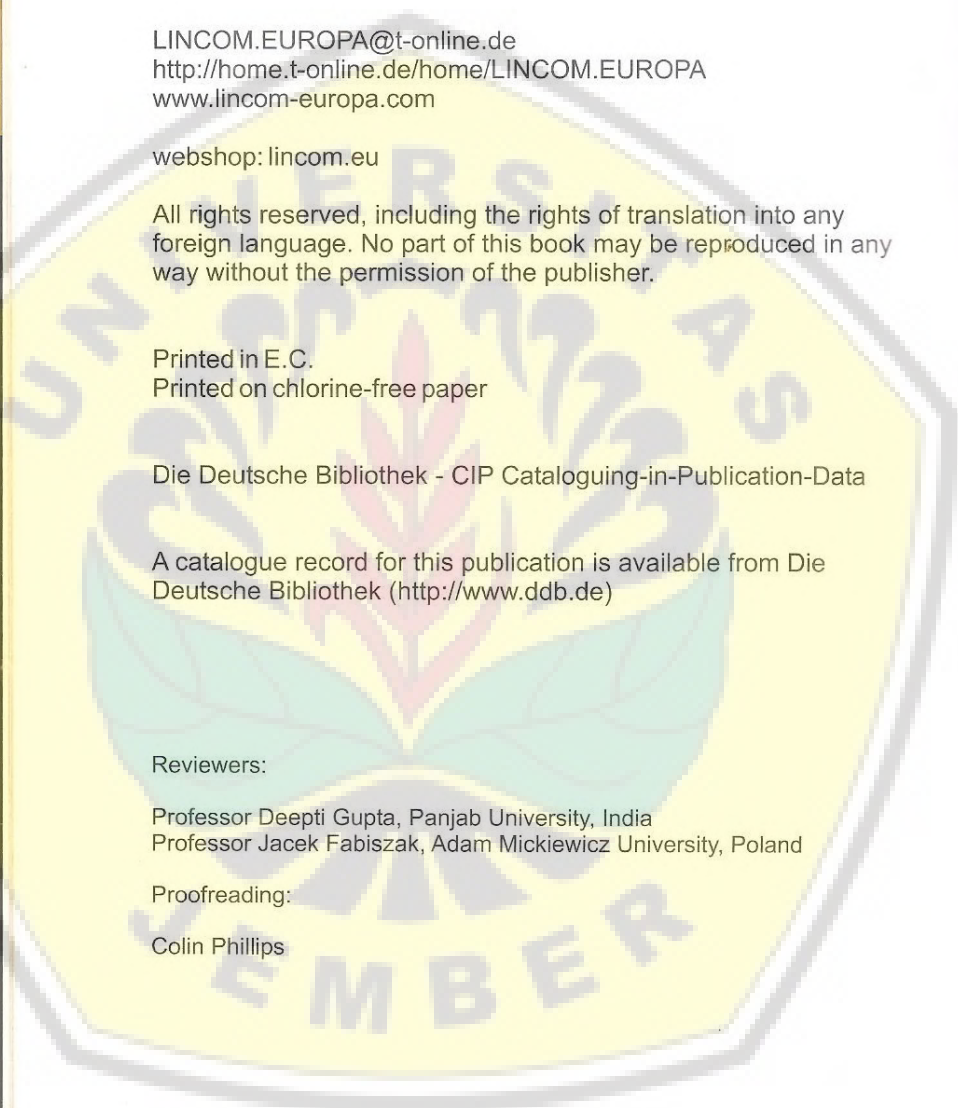 LINCOM.EUROPA@t-online.de
http://home.t-online.de/home/LINCOM.EUROPA
www.lincom-europa.com
webshop: lincom.eu
All rights reserved, including the rights of translation into any
foreign language. No part of this book may be reproduced in any
way without the permission of the publisher.
Printed in E.C.
Printed on chlorine-free paper
Die Deutsche Bibliothek - CIP Cataloguing-in-Publication-Data
A catalogue record for this publication is available from Die
Deutsche Bibliothek (http://www.ddb.de)
Reviewers:
Professor Deepti Gupta, Panjab University, India
Professor Jacek Fabiszak, Adam Mickiewicz University, Poland
Proofreading:
Colin Phillips
UNIVERSITAS
JEMBER